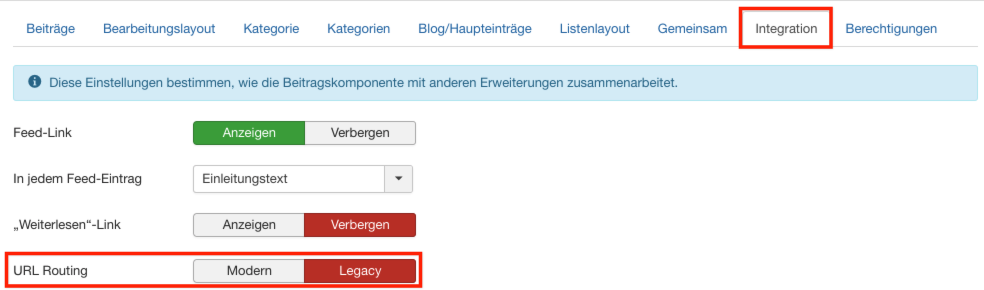 Beiträge Bearbeitungslayout Kategorie Kategorien Blog/Haupteinträge Listenlayout Gemeinsam Integration Berechtigungen
Diese Einstellungen bestimmen, wie die Beitragskomponente mit anderen Erweiterungen zusammenarbeitet.
Feed-Link Anzeigen Verbergen
In jedem Feed-Eintrag Einleitungstext
„Weiterlesen“-Link Anzeigen Verbergen
URL Routing Modern Legacy